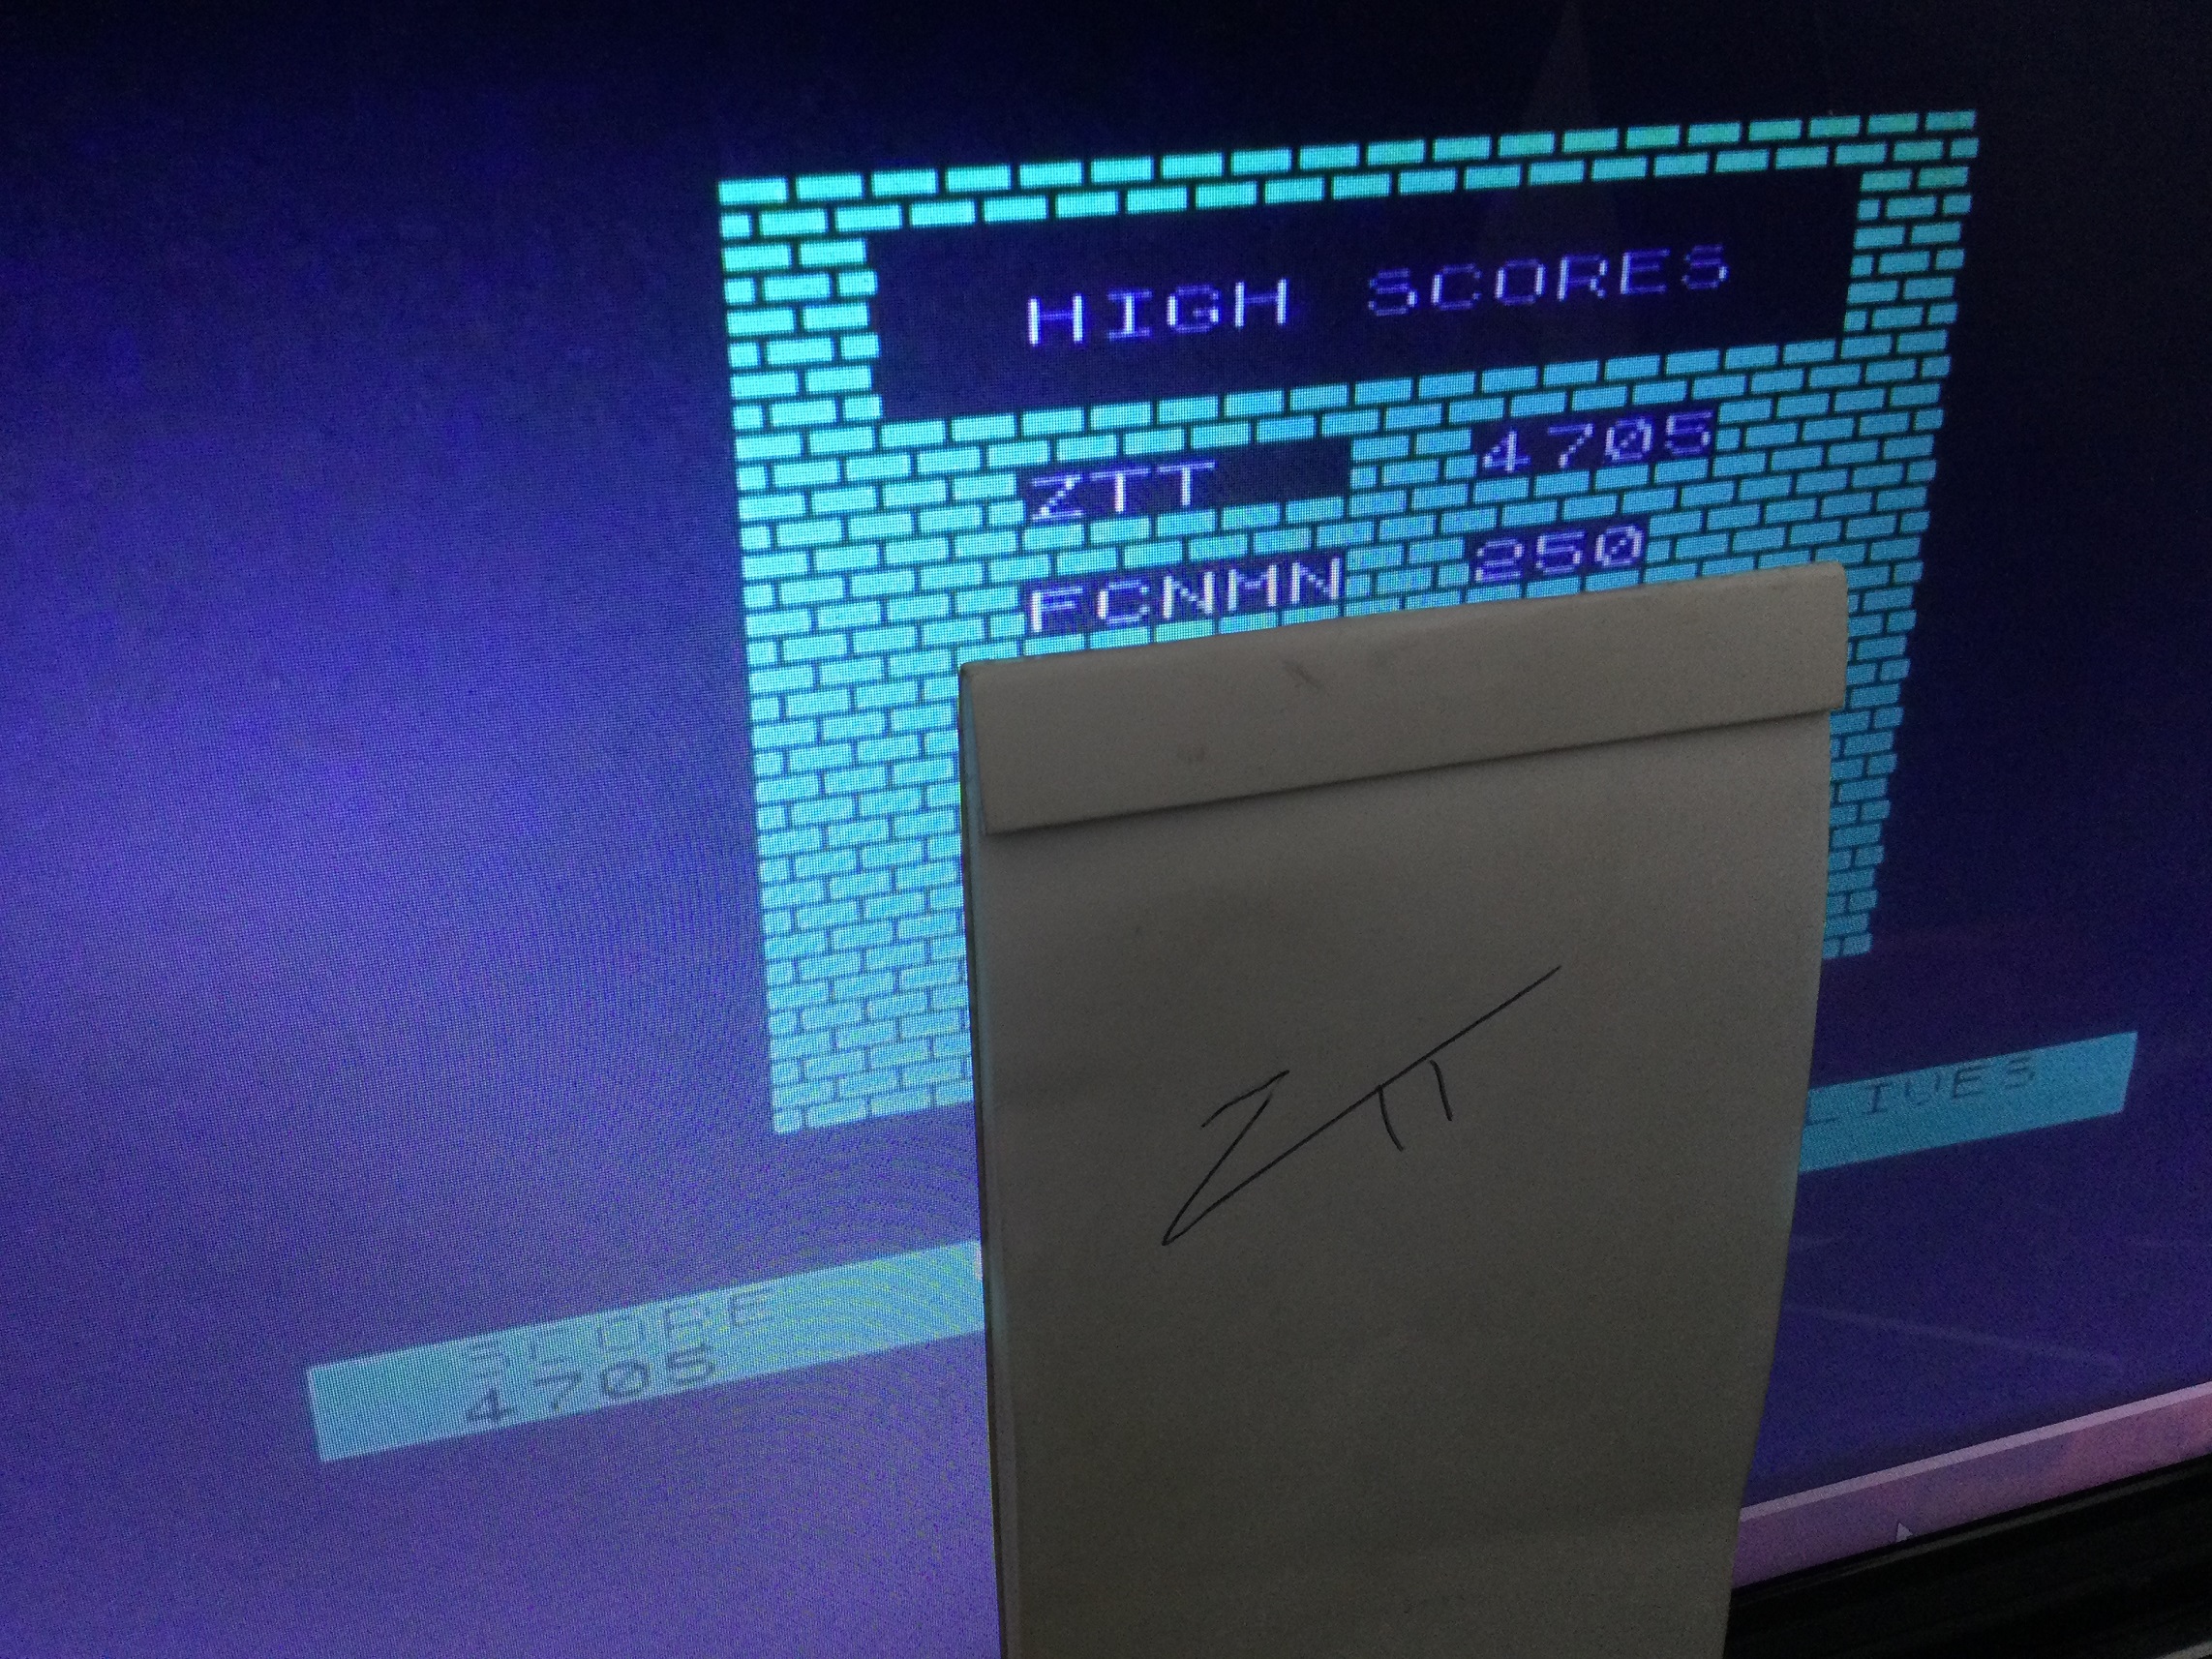 HIGH SCORES
ZTT 4705
FCNMN 250
ZTT
LIVES
SCORE
4705